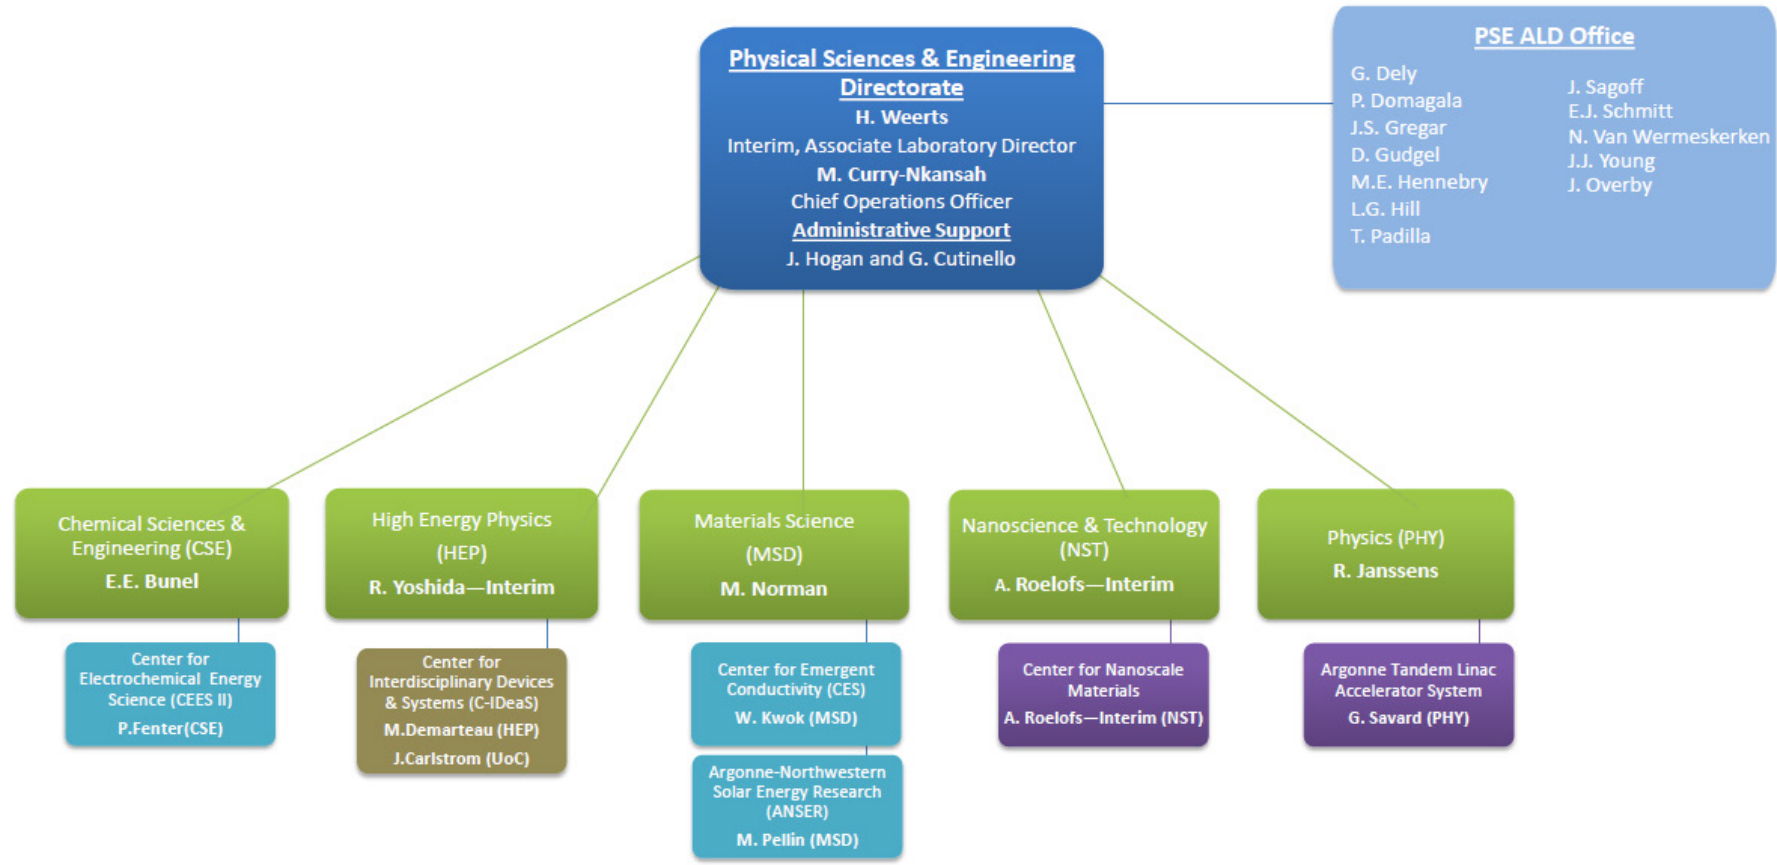 Physical Sciences & Engineering
Directorate
H. Weerts
Interim, Associate Laboratory Director
M. Curry-Nkansah
Chief Operations Officer
Administrative Support
J. Hogan and G. Cutinello
PSE ALD Office
G. Dely
P. Domagala
J.S. Gregar
D. Gudgel
M.E. Hennebry
L.G. Hill
T. Padilla
J. Sagoff
E.J. Schmitt
N. Van Wermeskerken
J.J. Young
J. Overby
Chemical Sciences &
Engineering (CSE)
E.E. Bunel
High Energy Physics
(HEP)
R. Yoshida—Interim
Materials Science
(MSD)
M. Norman
Nanoscience & Technology
(NST)
A. Roelofs—Interim
Physics (PHY)
R. Janssens
Center for
Electrochemical Energy
Science (CEES II)
P.Fenter(CSE)
Center for
Interdisciplinary Devices
& Systems (C-IDeaS)
M.Demarteau (HEP)
J.Carlstrom (UoC)
Center for Emergent
Conductivity (CES)
W. Kwok (MSD)
Argonne-Northwestern
Solar Energy Research
(ANSER)
M. Pellin (MSD)
Center for Nanoscale
Materials
A. Roelofs—Interim (NST)
Argonne Tandem Linac
Accelerator System
G. Savard (PHY)